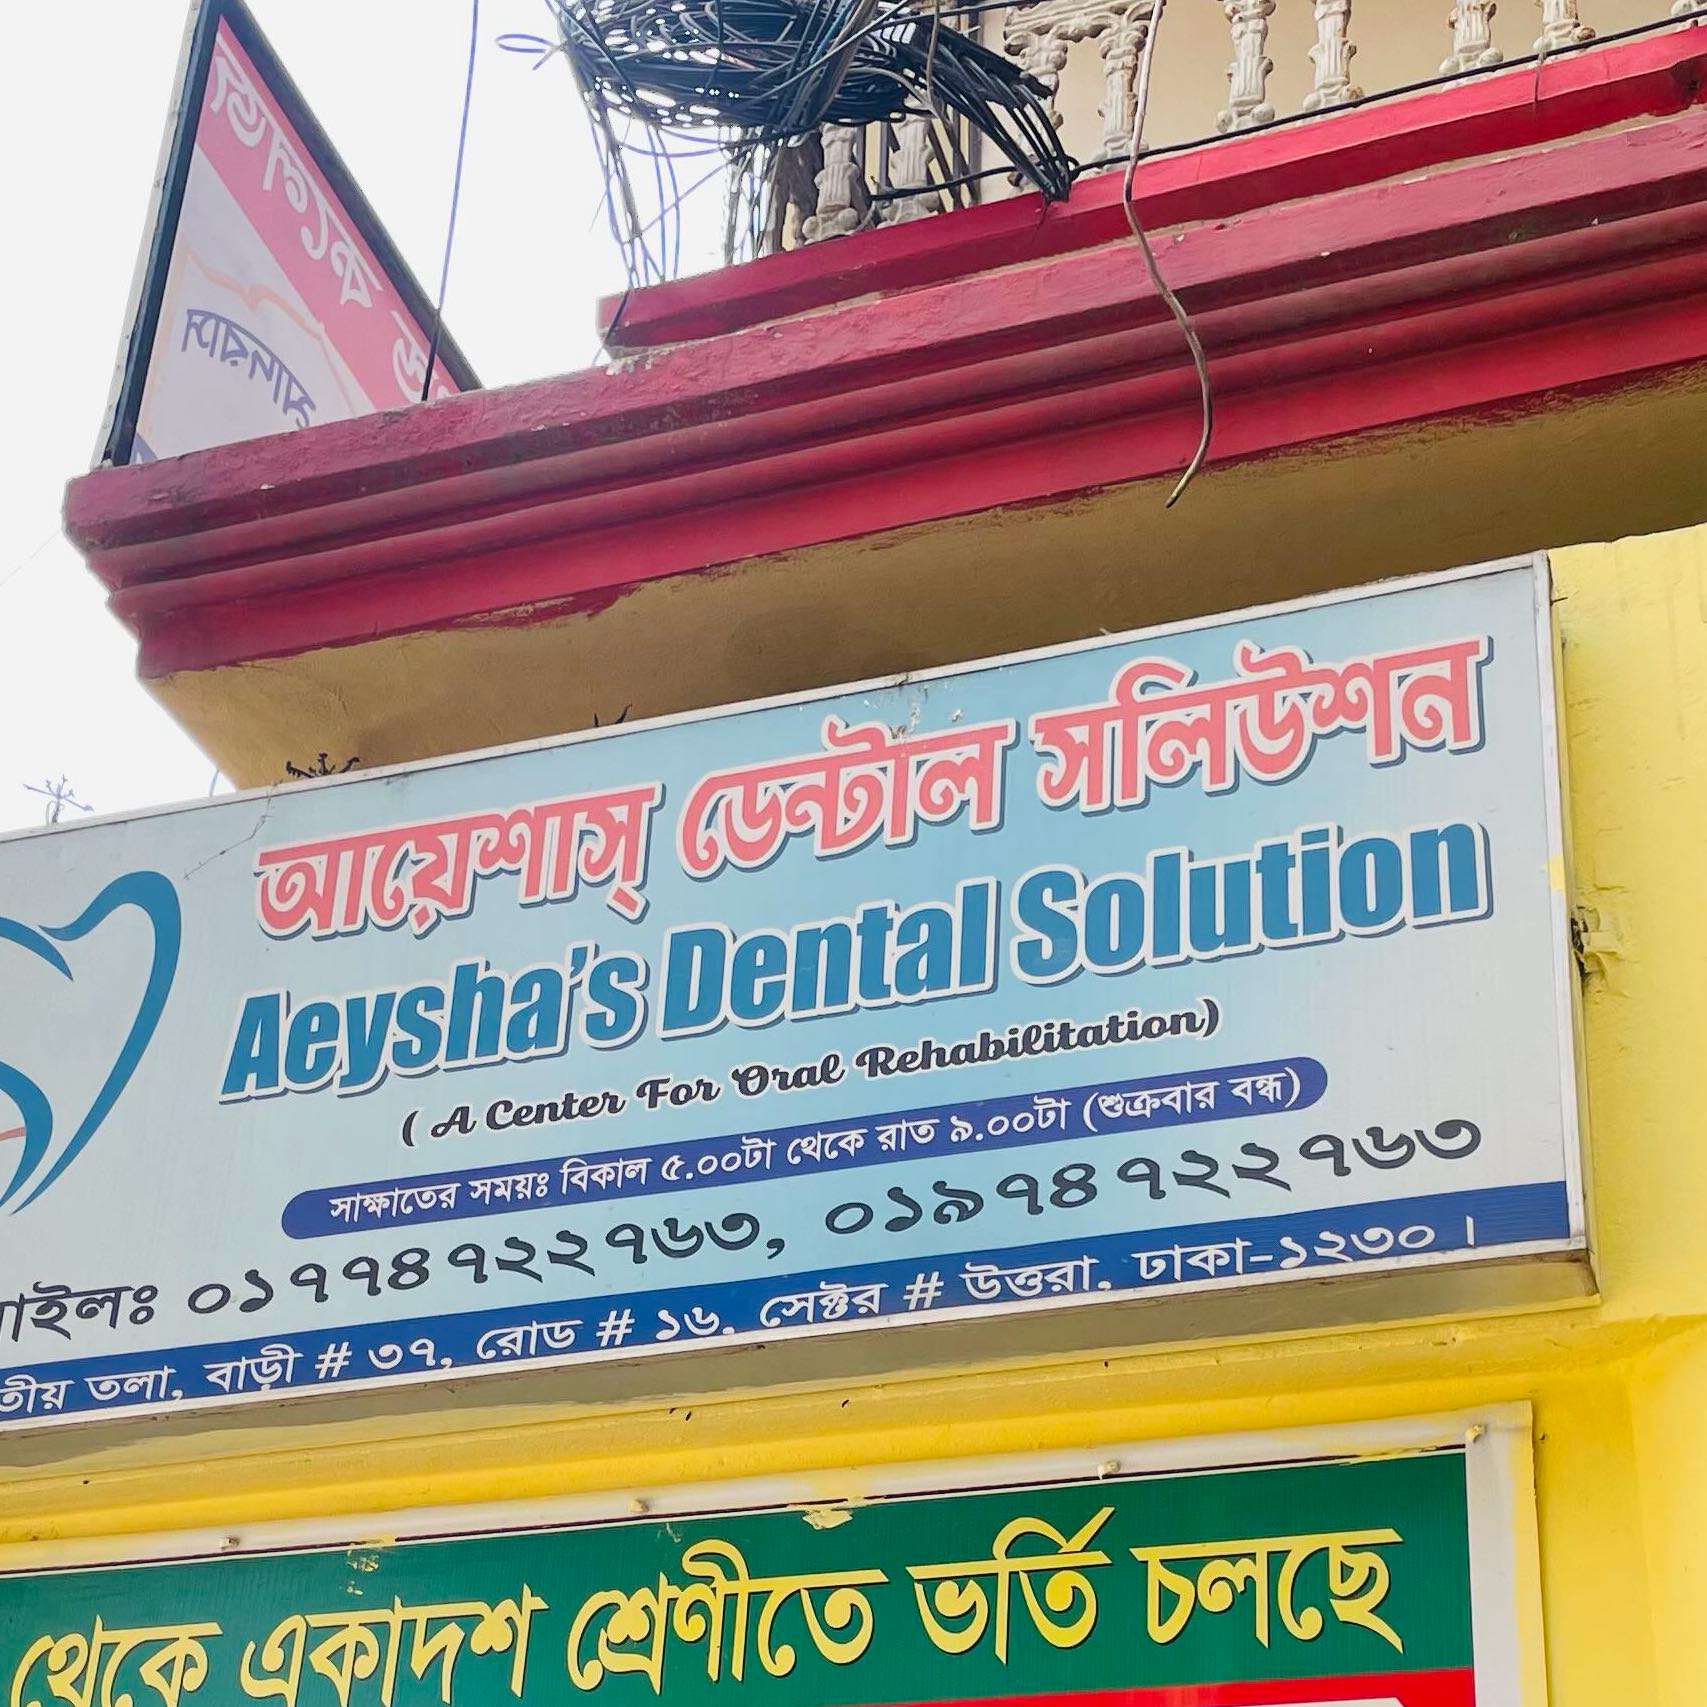 আয়েশাস্ ডেন্টাল সলিউশন
Aeysha's Dental Solution
( A Center For Oral Rehabilitation)
সাক্ষাতের সময়ঃ বিকাল ৫.০০টা থেকে রাত ৯.০০টা (শুক্রবার বন্ধ)
০১৭৭৪৭২২৭৬৩, ০১৯৭৪৭২২৭৬৩
তলা, বাড়ী # ৩৭, রোড # ১৬, সেক্টর # উত্তরা, ঢাকা-১২৩০ ।
থেকে একাদশ শ্রেণীতে ভর্তি চলছে